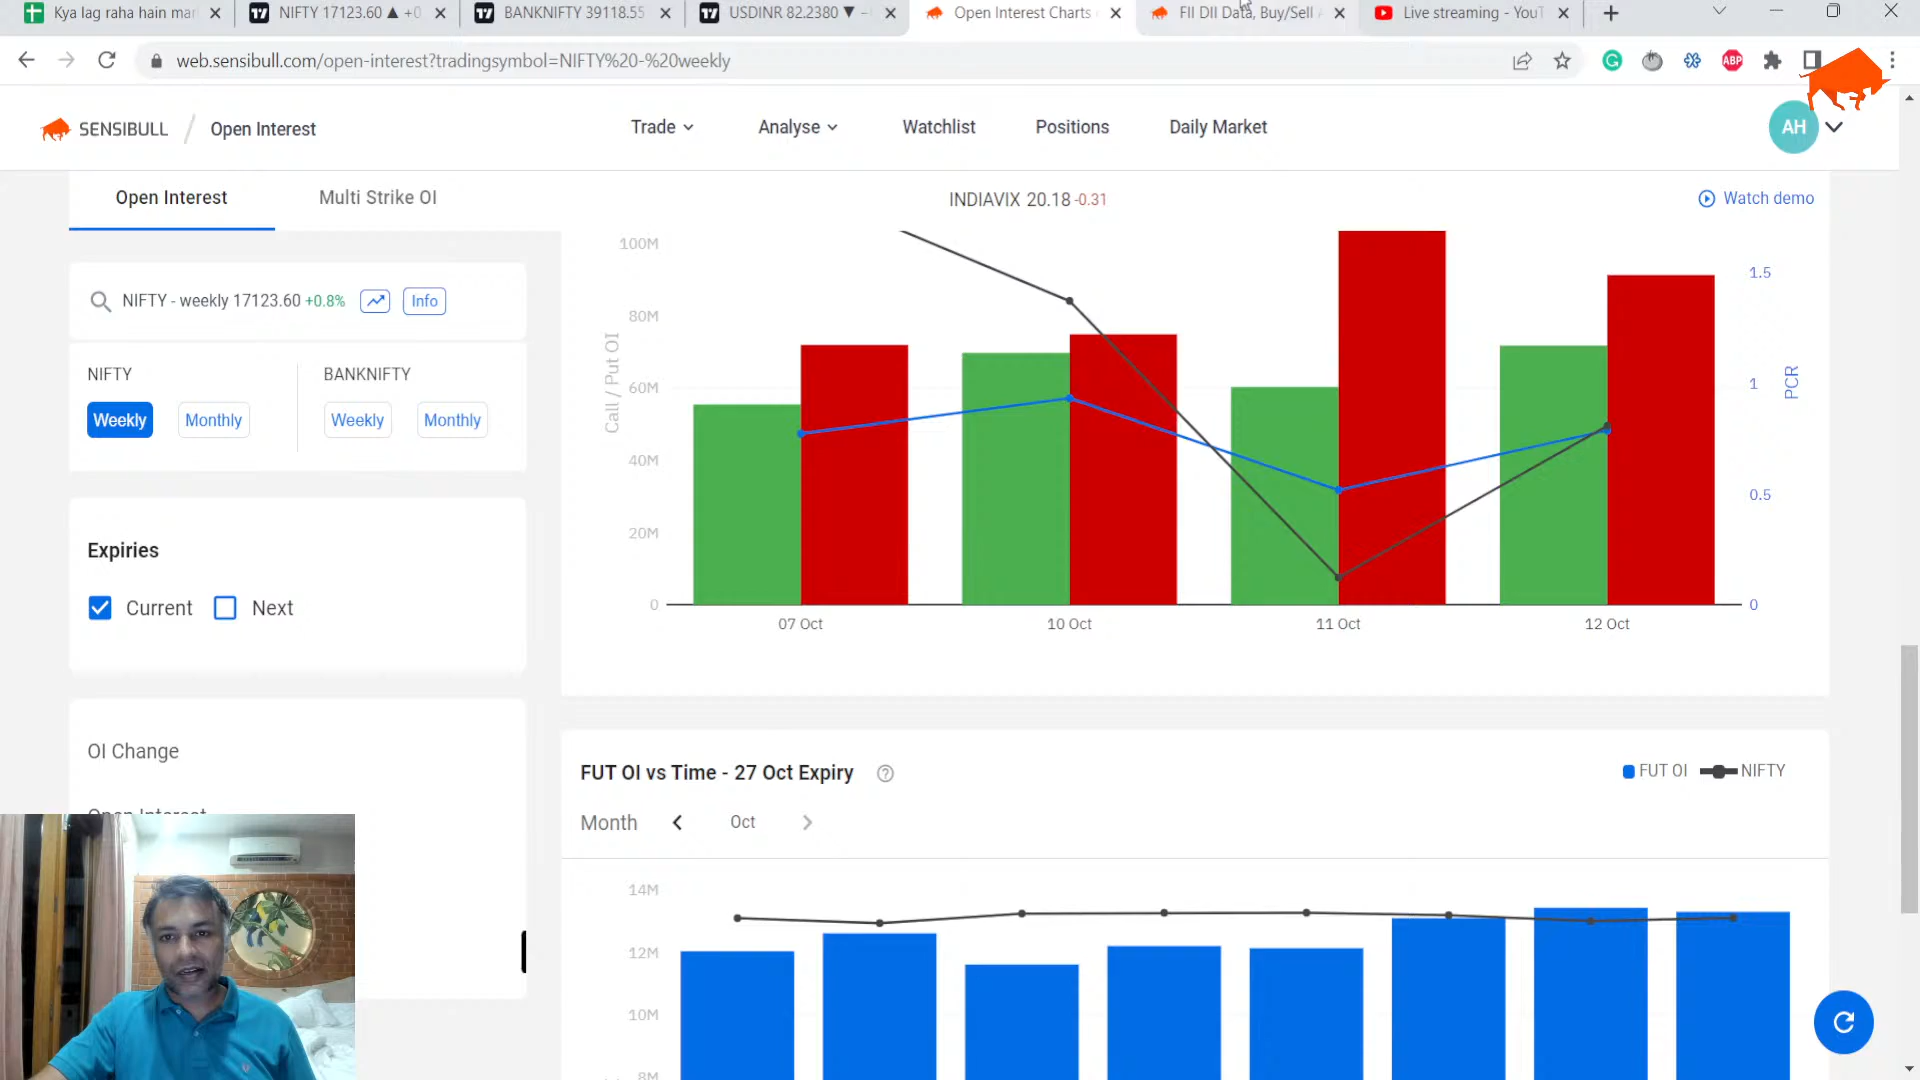 Kya lag raha hain mar
NIFTY 17123.60 ▲ +0
BANKNIFTY 39118.55
USDINR 82.2380 ▼ −
Open Interest Charts
FII DII Data, Buy/Sell
Live streaming - YouT
web.sensibull.com/open-interest?tradingsymbol=NIFTY%20-%20weekly
ABP
SENSIBULL / Open Interest
Trade
Analyse
Watchlist
Positions
Daily Market
AH
Open Interest
Multi Strike OI
INDIAVIX 20.18 -0.31
Watch demo
NIFTY - weekly 17123.60 +0.8%
Info
NIFTY
BANKNIFTY
Weekly
Monthly
Weekly
Monthly
Expiries
Current
Next
OI Change
Open Interest
Call / Put OI
100M
80M
60M
40M
20M
0
1.5
1
0.5
0
PCR
07 Oct
10 Oct
11 Oct
12 Oct
FUT OI vs Time - 27 Oct Expiry
FUT OI
NIFTY
Month
Oct
14M
12M
10M
8M